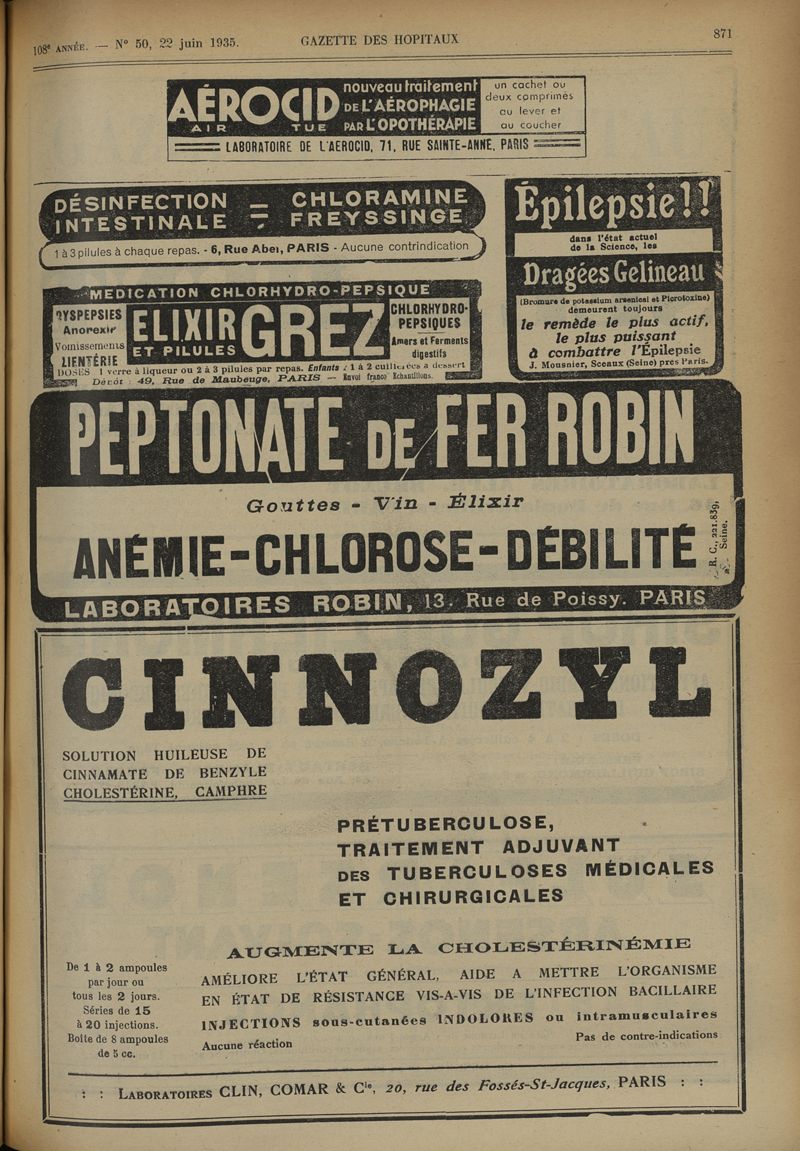 108e ANNÉE. — N° 50, 22 juin 1935.
GAZETTE DES HOPITAUX
871
AÉROCID
AIR TUE
nouveau traitement
DE L'AÉROPHAGIE
PAR L'OPOTHÉRAPIE
un cachet ou
deux comprimés
au lever et
au coucher
LABORATOIRE DE L'AEROCID, 71, RUE SAINTE-ANNE, PARIS
DÉSINFECTION = CHLORAMINE
INTESTINALE = FREYSSINGE
1 à 3 pilules à chaque repas. - 6, Rue Abel, PARIS - Aucune contrindication
Épilepsie!!
dans l'état actuel
de la Science, les
Dragées Gelineau
(Bromure de potassium arsenical et Picrotoxine)
demeurent toujours
le remède le plus actif,
le plus puissant
à combattre l'Épilepsie
J. Mousnier, Sceaux (Seine) près Paris.
MEDICATION CHLORHYDRO-PEPSIQUE
DYSPEPSIES
Anorexie
Vomissements
LIENTÉRIE
ELIXIR
ET PILULES
GREZ
CHLORHYDRO-
PEPSIQUES
Amers et Ferments
digestifs
DOSES 1 verre à liqueur ou 2 à 3 pilules par repas. Enfants : 1 à 2 cuillerées à dessert
Dépôt : 49, Rue de Maubeuge, PARIS — Envoi franco Echantillons.
PEPTONATE DE FER ROBIN
Gouttes - Vin - Élixir
ANÉMIE-CHLOROSE-DÉBILITÉ
R. C., 221.839,
Seine.
LABORATOIRES ROBIN, 13, Rue de Poissy. PARIS
CINNOZYL
SOLUTION HUILEUSE DE
CINNAMATE DE BENZYLE
CHOLESTÉRINE, CAMPHRE
PRÉTUBERCULOSE,
TRAITEMENT ADJUVANT
DES TUBERCULOSES MÉDICALES
ET CHIRURGICALES
De 1 à 2 ampoules
par jour ou
tous les 2 jours.
Séries de 15
à 20 injections.
Boîte de 8 ampoules
de 5 cc.
AUGMENTE LA CHOLESTÉRINÉMIE
AMÉLIORE L'ÉTAT GÉNÉRAL, AIDE A METTRE L'ORGANISME
EN ÉTAT DE RÉSISTANCE VIS-A-VIS DE L'INFECTION BACILLAIRE
INJECTIONS sous-cutanées INDOLORES ou intramusculaires
Aucune réaction
Pas de contre-indications
: : LABORATOIRES CLIN, COMAR & Cie, 20, rue des Fossés-St-Jacques, PARIS : :